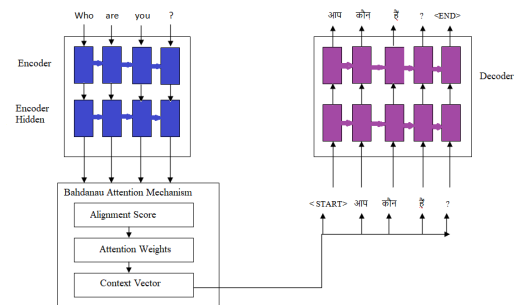 Who are you ?
आप कौन हैं ? <END>
Encoder
Decoder
Encoder
Hidden
Bahdanau Attention Mechanism
Alignment Score
Attention Weights
Context Vector
< START> आप कौन हैं ?